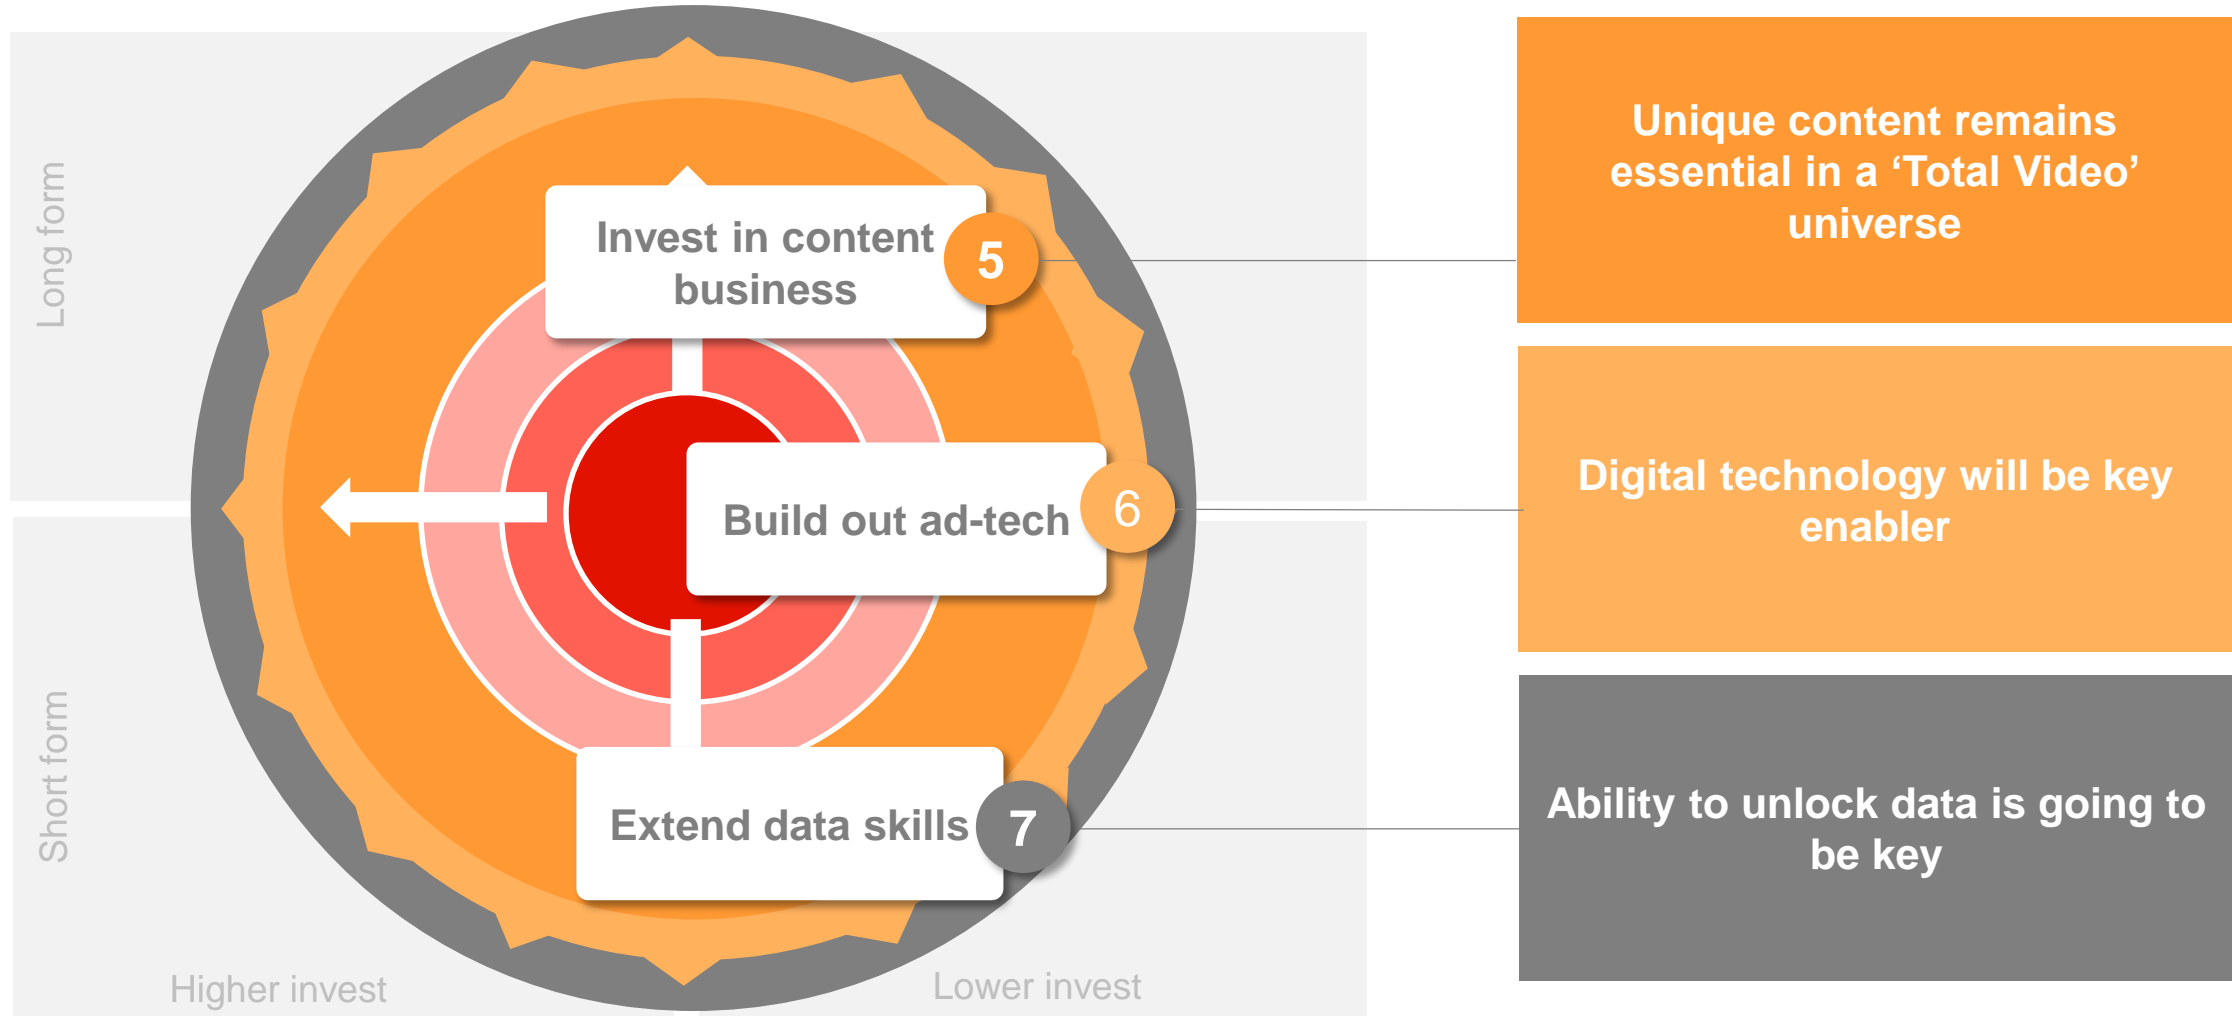 Long form
Short form
Higher invest
Lower invest
Invest in content
business
5
Build out ad-tech
6
Extend data skills
7
Unique content remains
essential in a ‘Total Video’
universe
Digital technology will be key
enabler
Ability to unlock data is going to
be key